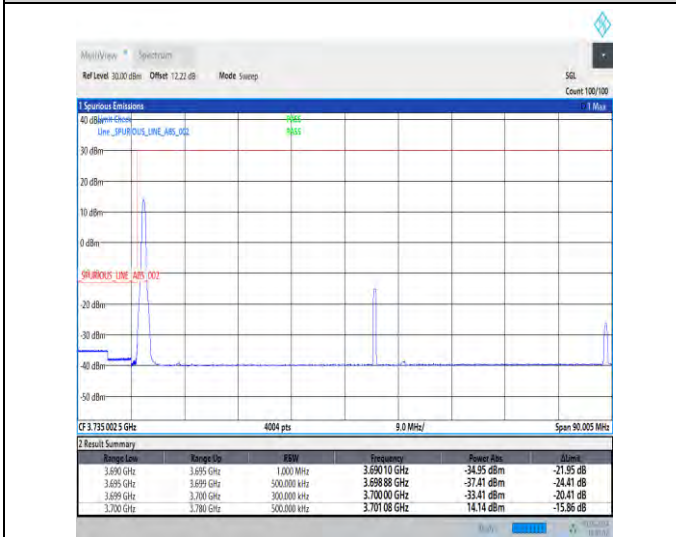 MultiView Spectrum
Ref Level 30.00 dBm Offset 12.22 dB Mode Sweep SGL
Count 100/100
1 Spurious Emissions 1 Max
40 dBm Limit Check PASS
Line _SPURIOUS_LINE_ABS_002 PASS
30 dBm
20 dBm
10 dBm
0 dBm
_SPURIOUS_LINE_ABS_002
-20 dBm
-30 dBm
-40 dBm
-50 dBm
CF 3.735 002 5 GHz 4004 pts 9.0 MHz/ Span 90.005 MHz
2 Result Summary
Range Low Range Up RBW Frequency Power Abs ΔLimit
3.690 GHz 3.695 GHz 1.000 MHz 3.690 10 GHz -34.95 dBm -21.95 dB
3.695 GHz 3.699 GHz 500.000 kHz 3.698 88 GHz -37.41 dBm -24.41 dB
3.699 GHz 3.700 GHz 300.000 kHz 3.700 00 GHz -33.41 dBm -20.41 dB
3.700 GHz 3.780 GHz 500.000 kHz 3.701 08 GHz 14.14 dBm -15.86 dB